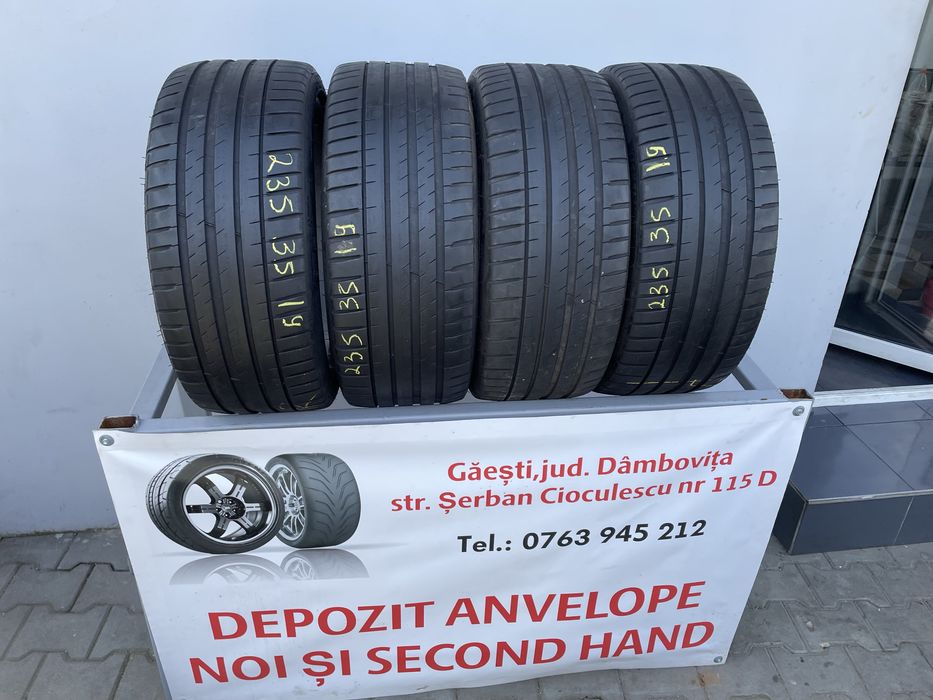 235 35 19
235 35 19
235 35 19
Găești,jud. Dâmbovița
str. Șerban Cioculescu nr 115 D
Tel.: 0763 945 212
DEPOZIT ANVELOPE
NOI ȘI SECOND HAND